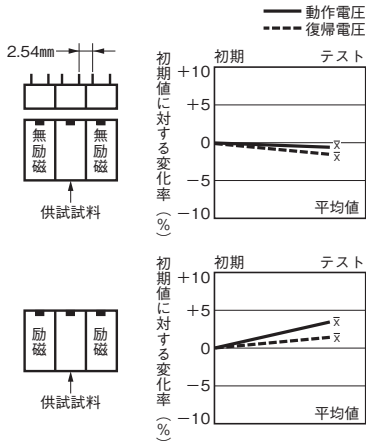 動作電圧
復帰電圧
2.54mm
無励磁
無励磁
供試試料
初期値に対する変化率（%）
初期
テスト
+10
+5
0
−5
−10
x̅
x̅
平均値
励磁
励磁
供試試料
初期値に対する変化率（%）
初期
テスト
+10
+5
0
−5
−10
x̅
x̅
平均値